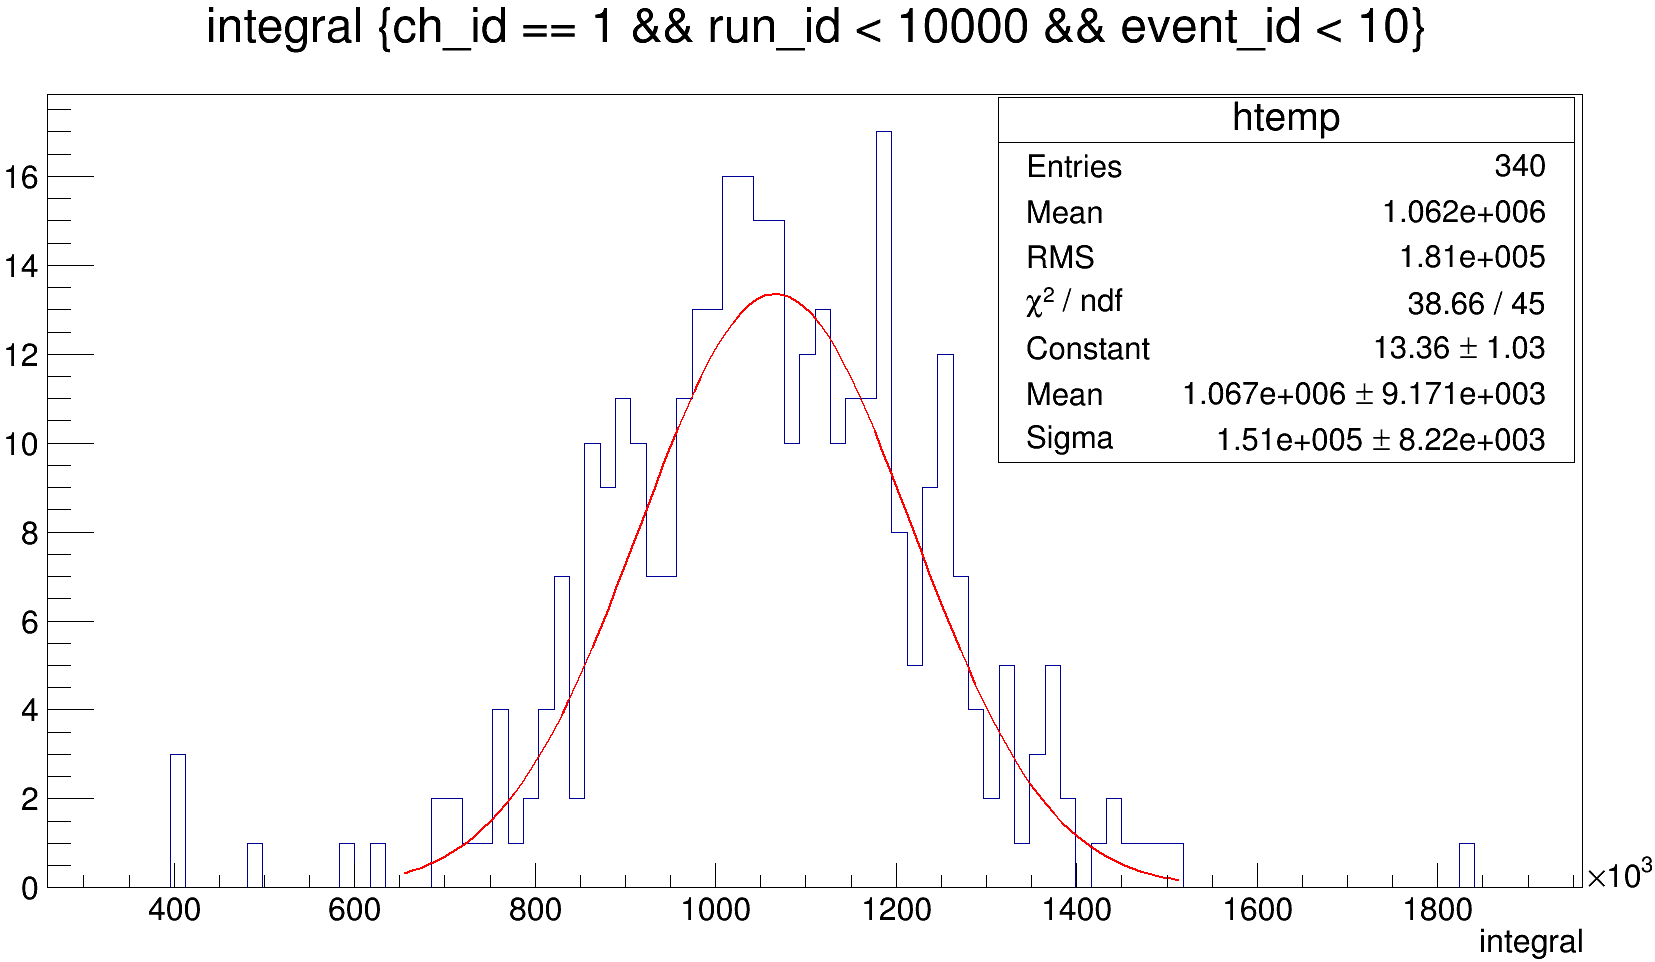 integral {ch_id == 1 && run_id < 10000 && event_id < 10}
htemp
Entries 340
Mean 1.062e+006
RMS 1.81e+005
χ² / ndf 38.66 / 45
Constant 13.36 ± 1.03
Mean 1.067e+006 ± 9.171e+003
Sigma 1.51e+005 ± 8.22e+003
16
14
12
10
8
6
4
2
0
400 600 800 1000 1200 1400 1600 1800
×10³
integral